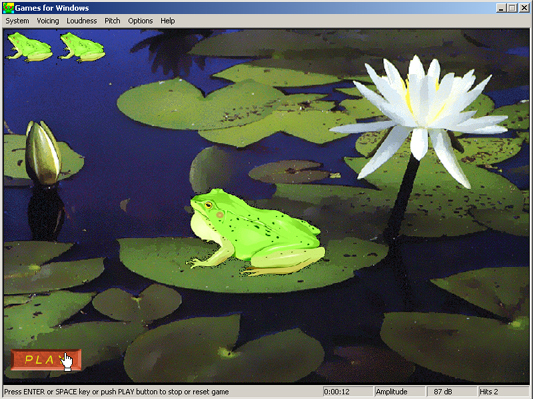 Games for Windows
System Voicing Loudness Pitch Options Help
PLAY
Press ENTER or SPACE key or push PLAY button to stop or reset game 0:00:12 Amplitude 87 dB Hits 2